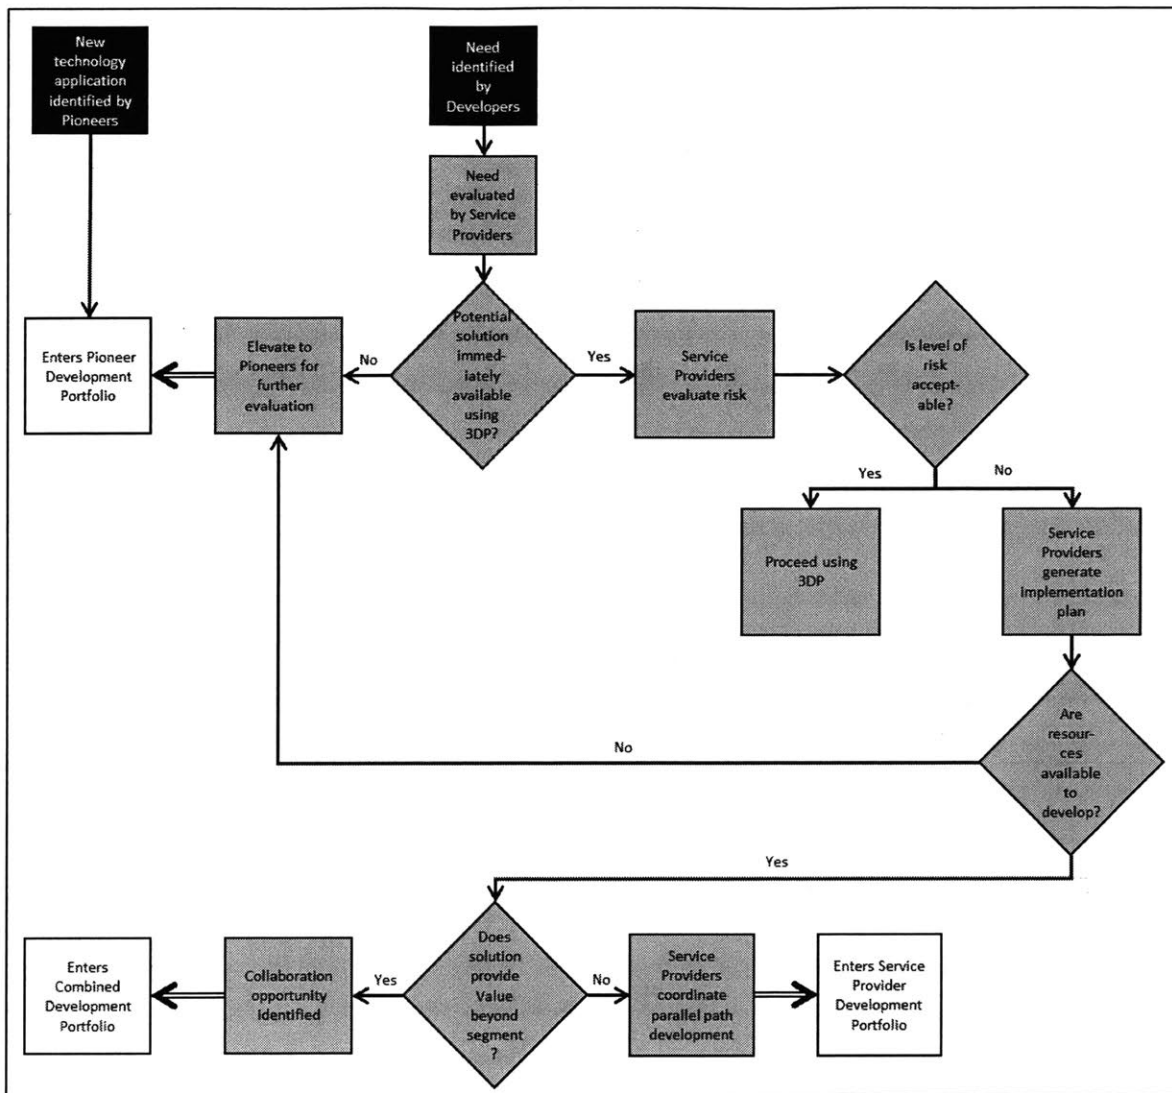 New
technology
application
identified by
Pioneers
Need
identified
by
Developers
Need
evaluated
by Service
Providers
Enters Pioneer
Development
Portfolio
Elevate to
Pioneers for
further
evaluation
No
Potential
solution
immed-
iately
available
using
3DP?
Yes
Service
Providers
evaluate risk
Is level of
risk
accept-
able?
Yes
No
Proceed using
3DP
Service
Providers
generate
implementation
plan
Are
resour-
ces
available
to
develop?
No
Yes
Enters
Combined
Development
Portfolio
Collaboration
opportunity
identified
Yes
Does
solution
provide
Value
beyond
segment
?
No
Service
Providers
coordinate
parallel path
development
Enters Service
Provider
Development
Portfolio